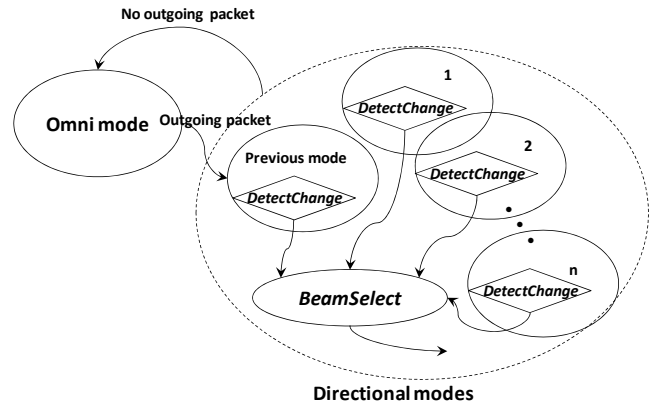 No outgoing packet
Omni mode
Outgoing packet
Previous mode
DetectChange
1
DetectChange
2
DetectChange
n
DetectChange
BeamSelect
Directional modes